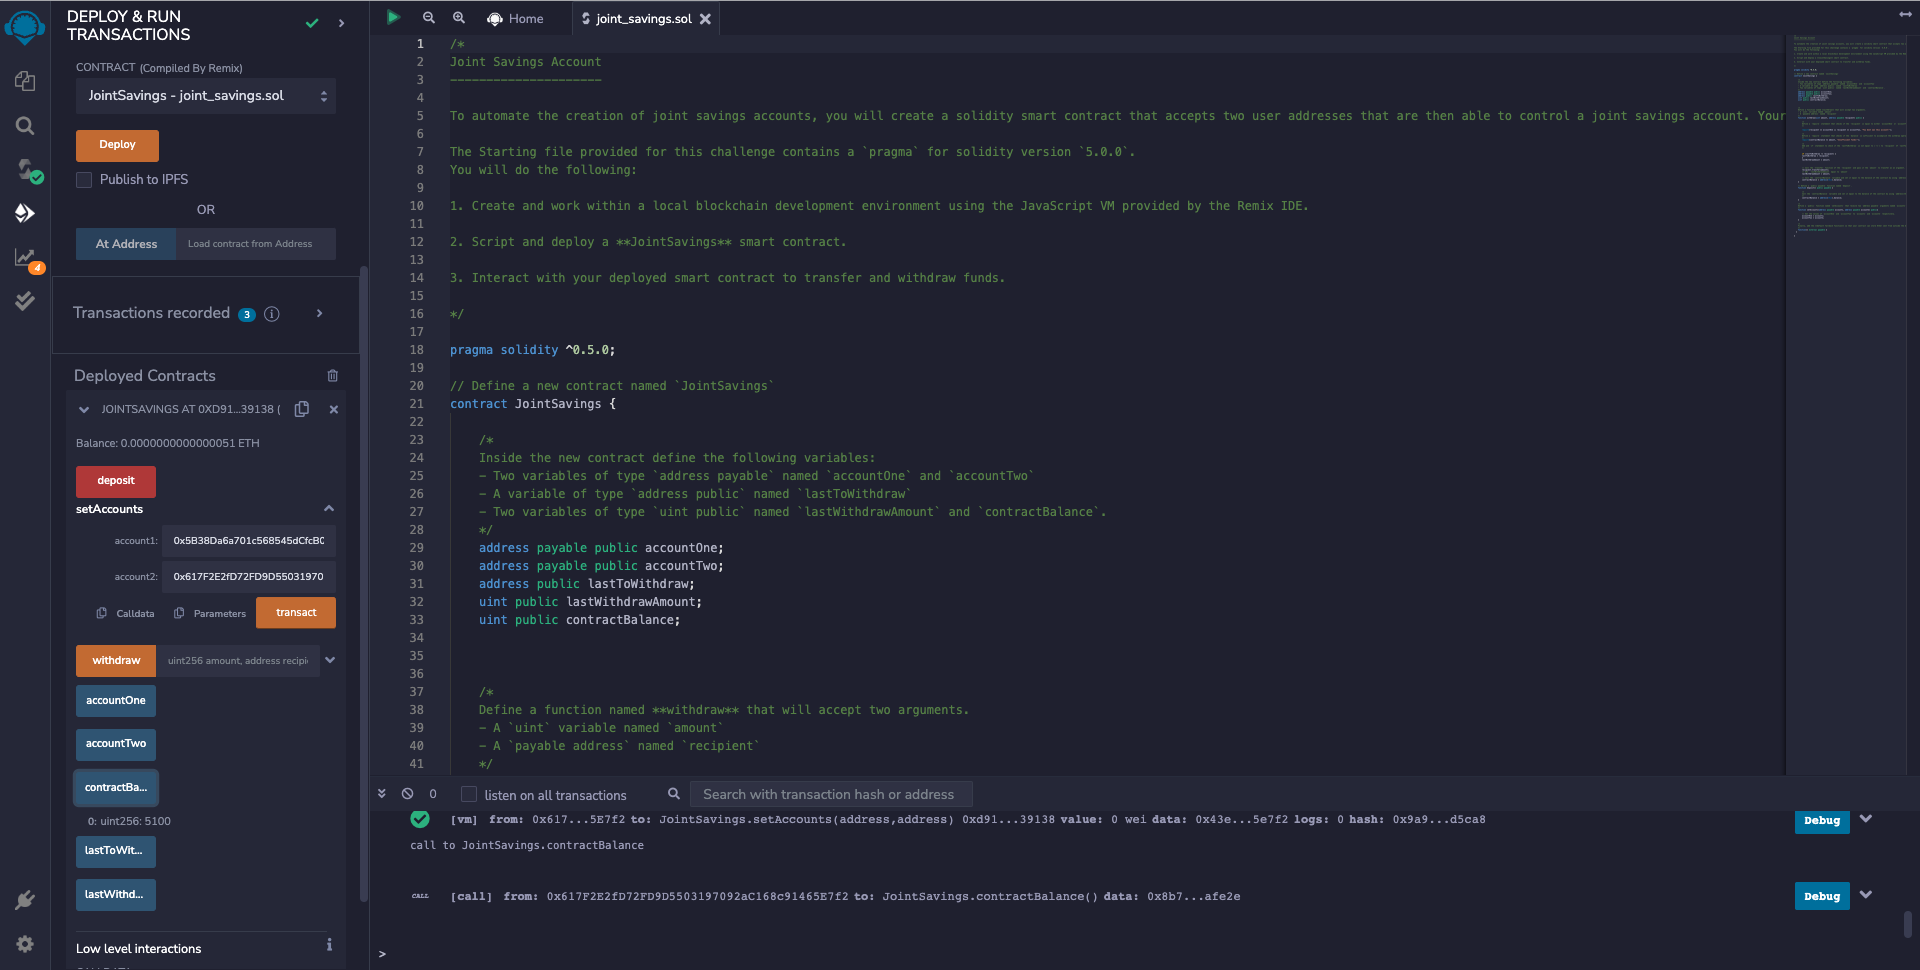 DEPLOY & RUN
TRANSACTIONS
CONTRACT (Compiled By Remix)
JointSavings - joint_savings.sol
Deploy
Publish to IPFS
OR
At Address Load contract from Address
4
Transactions recorded 3 i
Deployed Contracts
JOINTSAVINGS AT 0XD91...39138 (
Balance: 0.0000000000000051 ETH
deposit
setAccounts
account1: 0x5B38Da6a701c568545dCfcB0
account2: 0x617F2E2fD72FD9D55031970
Calldata Parameters transact
withdraw uint256 amount, address recipi
accountOne
accountTwo
contractBa...
0: uint256: 5100
lastToWit...
lastWithd...
Low level interactions i
Home joint_savings.sol
1 /*
2 Joint Savings Account
3 ---------------------
4
5 To automate the creation of joint savings accounts, you will create a solidity smart contract that accepts two user addresses that are then able to control a joint savings account. Your
6
7 The Starting file provided for this challenge contains a `pragma` for solidity version `5.0.0`.
8 You will do the following:
9
10 1. Create and work within a local blockchain development environment using the JavaScript VM provided by the Remix IDE.
11
12 2. Script and deploy a **JointSavings** smart contract.
13
14 3. Interact with your deployed smart contract to transfer and withdraw funds.
15
16 */
17
18 pragma solidity ^0.5.0;
19
20 // Define a new contract named `JointSavings`
21 contract JointSavings {
22
23 /*
24 Inside the new contract define the following variables:
25 - Two variables of type `address payable` named `accountOne` and `accountTwo`
26 - A variable of type `address public` named `lastToWithdraw`
27 - Two variables of type `uint public` named `lastWithdrawAmount` and `contractBalance`.
28 */
29 address payable public accountOne;
30 address payable public accountTwo;
31 address public lastToWithdraw;
32 uint public lastWithdrawAmount;
33 uint public contractBalance;
34
35
36
37 /*
38 Define a function named **withdraw** that will accept two arguments.
39 - A `uint` variable named `amount`
40 - A `payable address` named `recipient`
41 */
0 listen on all transactions Search with transaction hash or address
[vm] from: 0x617...5E7f2 to: JointSavings.setAccounts(address,address) 0xd91...39138 value: 0 wei data: 0x43e...5e7f2 logs: 0 hash: 0x9a9...d5ca8 Debug
call to JointSavings.contractBalance
CALL [call] from: 0x617F2E2fD72FD9D5503197092aC168c91465E7f2 to: JointSavings.contractBalance() data: 0x8b7...afe2e Debug
>